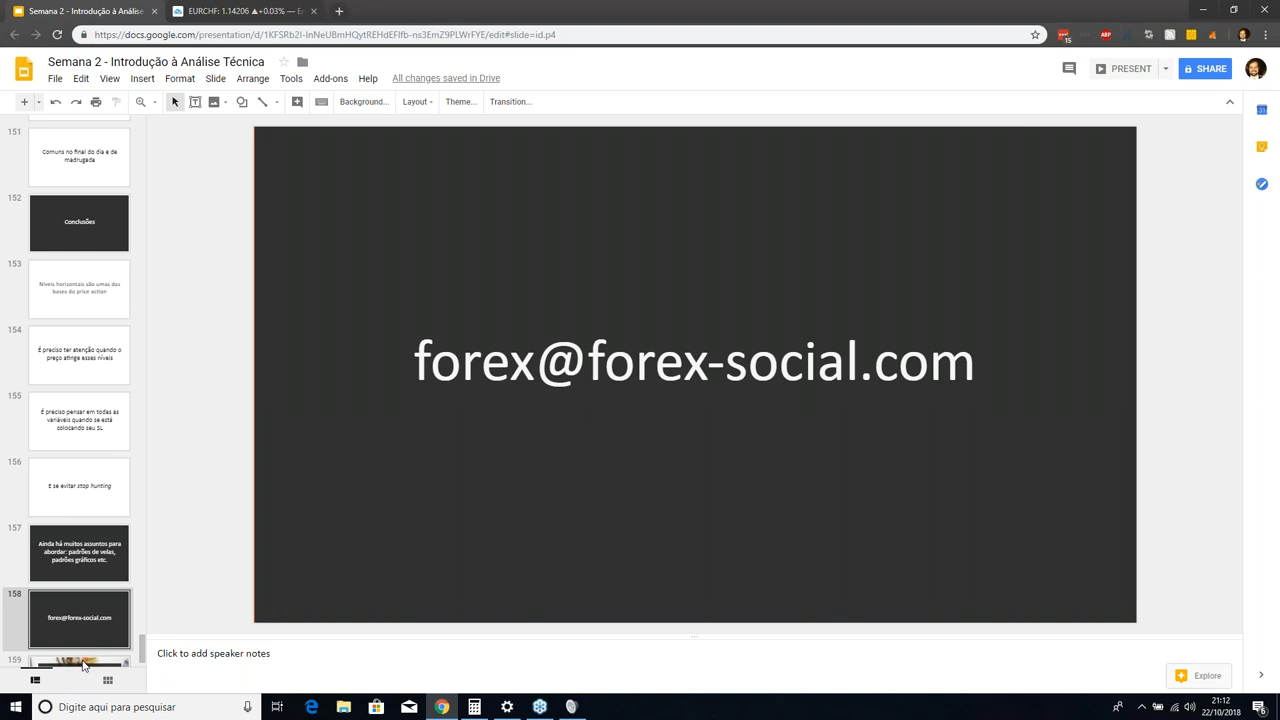 Semana 2 - Introdução à Análise
EURCHF: 1.14206 ▲+0.03% — En
https://docs.google.com/presentation/d/1KFSRb2I-InNeUBmHQytREHdEFIfb-ns3EmZ9PLWrFYE/edit#slide=id.p4
15
ABP
Semana 2 - Introdução à Análise Técnica
File Edit View Insert Format Slide Arrange Tools Add-ons Help All changes saved in Drive
PRESENT
SHARE
Background... Layout Theme... Transition...
151
Comuns no final do dia e de
madrugada
152
Conclusões
153
Níveis horizontais são umas das
bases do price action
154
É preciso ter atenção quando o
preço atinge esses níveis
155
É preciso pensar em todas as
variáveis quando se está
colocando seu SL
156
E se evitar stop hunting
157
Ainda há muitos assuntos para
abordar: padrões de velas,
padrões gráficos etc.
158
forex@forex-social.com
159
forex@forex-social.com
Click to add speaker notes
Explore
Digite aqui para pesquisar
21:12
22/10/2018
6